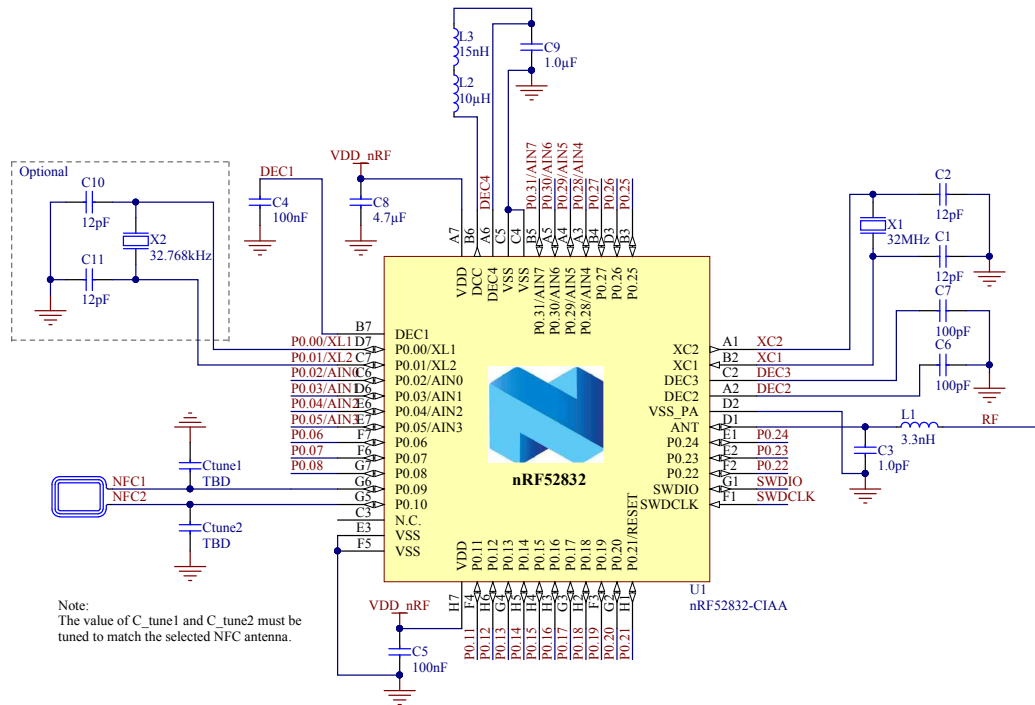 L3
15nH
L2
10µH
C9
1.0µF
Optional
C10
12pF
X2
32.768kHz
C11
12pF
DEC1
C4
100nF
VDD_nRF
C8
4.7µF
DEC4
P0.31/AIN7
P0.30/AIN6
P0.29/AIN5
P0.28/AIN4
P0.27
P0.26
P0.25
A7
B6
A6
C5
C4
B5
A5
A4
A3
B4
D3
B3
VDD
DCC
DEC4
VSS
VSS
P0.31/AIN7
P0.30/AIN6
P0.29/AIN5
P0.28/AIN4
P0.27
P0.26
P0.25
C2
12pF
X1
32MHz
C1
12pF
C7
100pF
C6
100pF
B7 DEC1
P0.00/XL1 D7 P0.00/XL1
P0.01/XL2 C7 P0.01/XL2
P0.02/AIN0 C6 P0.02/AIN0
P0.03/AIN1 D6 P0.03/AIN1
P0.04/AIN2 E6 P0.04/AIN2
P0.05/AIN3 E7 P0.05/AIN3
P0.06 F7 P0.06
P0.07 F6 P0.07
P0.08 G7 P0.08
NFC1 G6 P0.09
NFC2 G5 P0.10
C3 N.C.
E3 VSS
F5 VSS
Ctune1
TBD
Ctune2
TBD
nRF52832
XC2 A1 XC2
XC1 B2 XC1
DEC3 C2 DEC3
DEC2 A2 DEC2
VSS_PA D2
ANT D1
P0.24 E1 P0.24
P0.23 E2 P0.23
P0.22 F2 P0.22
SWDIO G1 SWDIO
SWDCLK F1 SWDCLK
L1
3.3nH
RF
C3
1.0pF
VDD
P0.11
P0.12
P0.13
P0.14
P0.15
P0.16
P0.17
P0.18
P0.19
P0.20
P0.21/RESET
H7
F4
H6
G4
H5
H4
H3
G3
H2
F3
G2
H1
P0.11
P0.12
P0.13
P0.14
P0.15
P0.16
P0.17
P0.18
P0.19
P0.20
P0.21
U1
nRF52832-CIAA
VDD_nRF
C5
100nF
Note:
The value of C_tune1 and C_tune2 must be
tuned to match the selected NFC antenna.